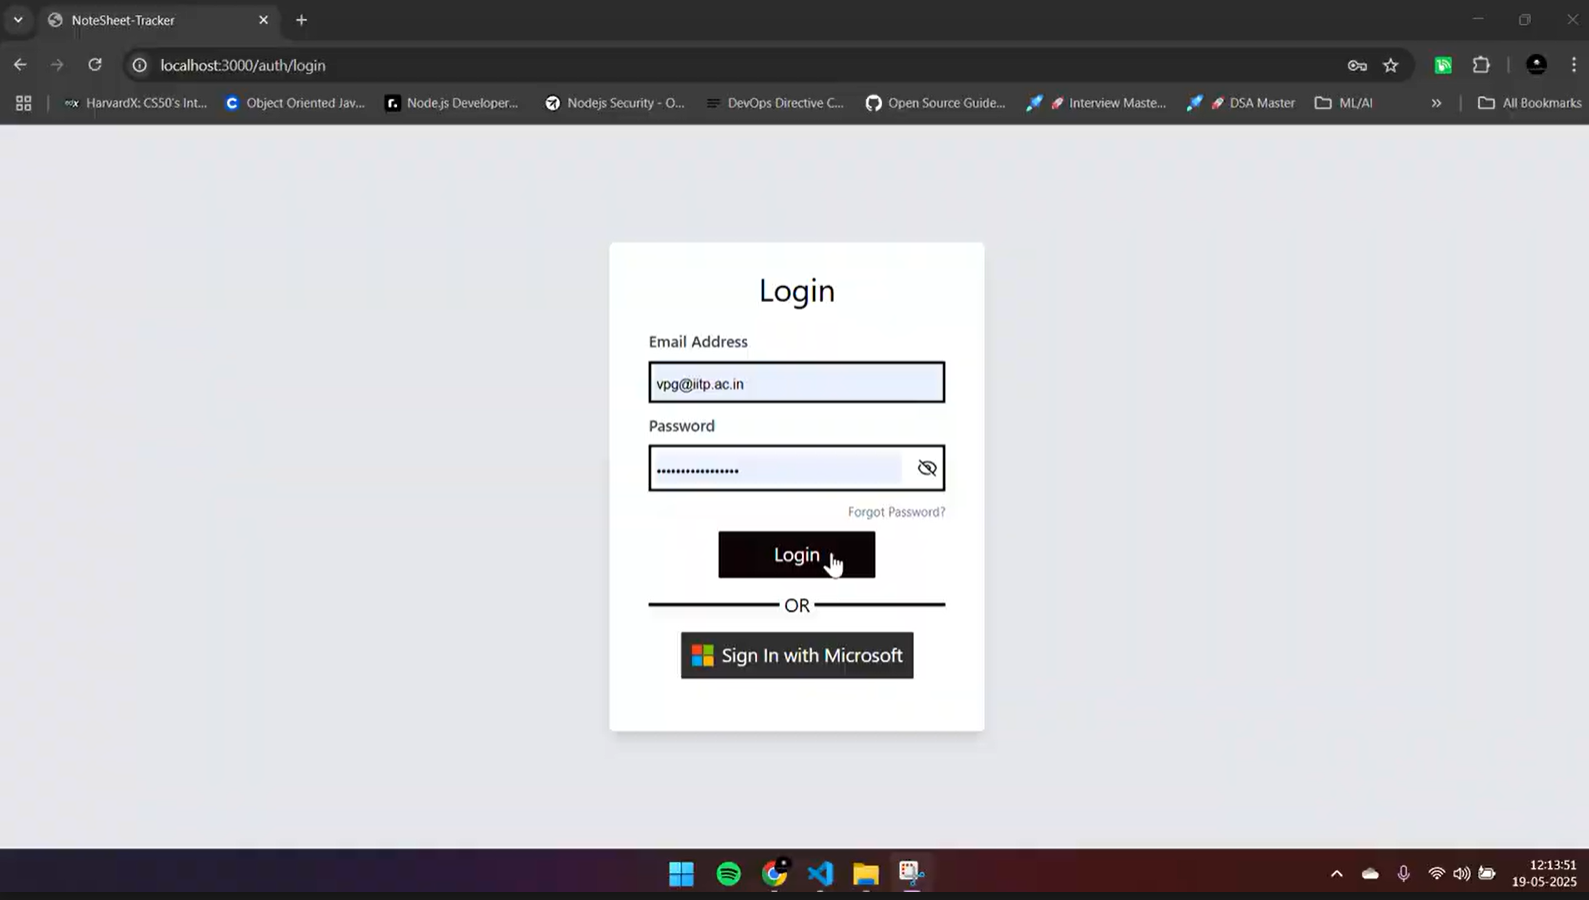 NoteSheet-Tracker
localhost:3000/auth/login
HarvardX: CS50's Int...
Object Oriented Jav...
Node.js Developer...
Nodejs Security - O...
DevOps Directive C...
Open Source Guide...
Interview Maste...
DSA Master
ML/AI
All Bookmarks
Login
Email Address
vpg@iitp.ac.in
Password
•••••••••••••••••
Forgot Password?
Login
OR
Sign In with Microsoft
12:13:51
19-05-2025